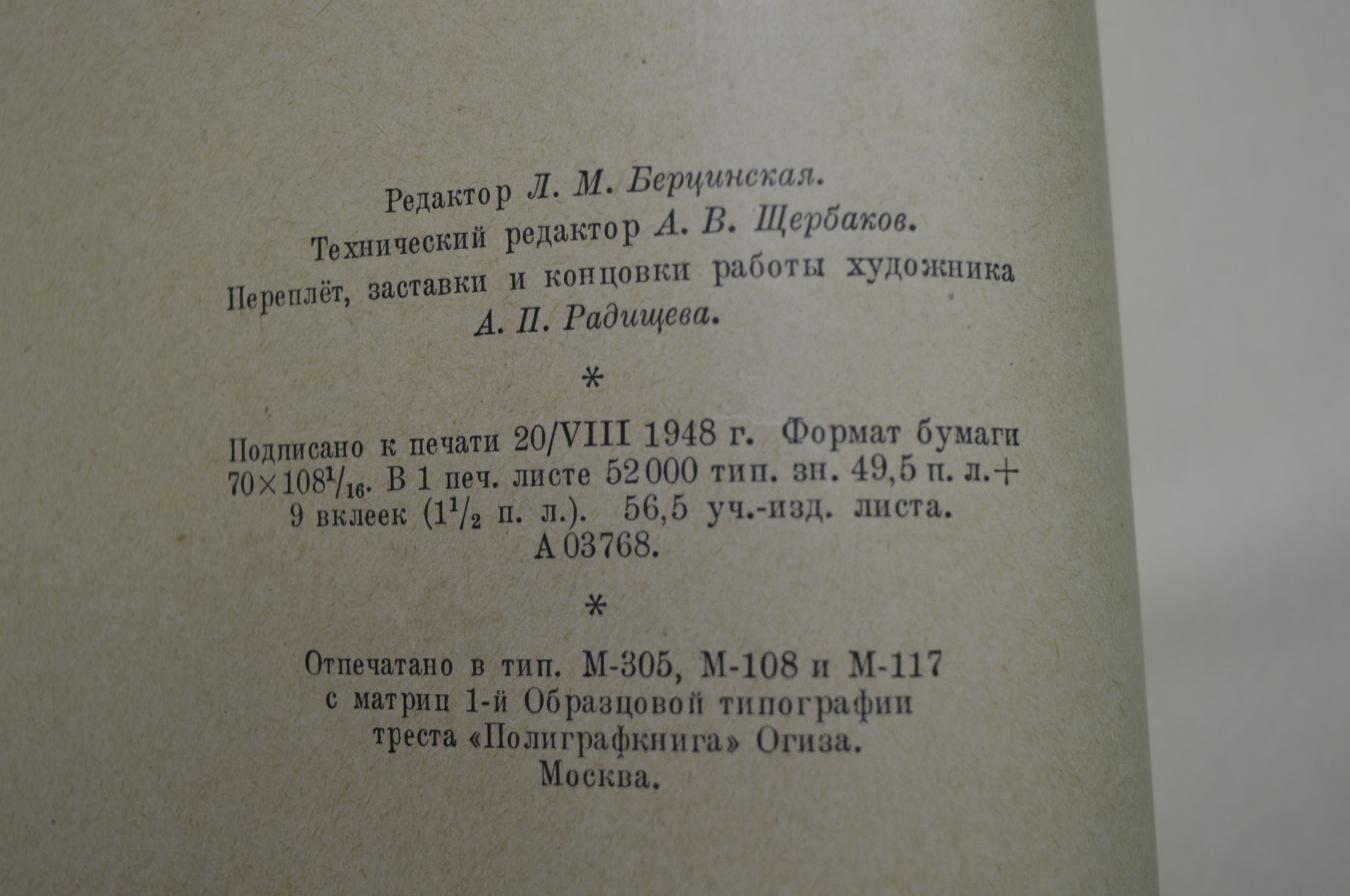 Редактор Л. М. Берцинская.
Технический редактор А. В. Щербаков.
Переплёт, заставки и концовки работы художника
А. П. Радищева.
*
Подписано к печати 20/VIII 1948 г. Формат бумаги
70×108¹/₁₆. В 1 печ. листе 52 000 тип. зн. 49,5 п. л.+
9 вклеек (1¹/₂ п. л.). 56,5 уч.-изд. листа.
А 03768.
*
Отпечатано в тип. М-305, М-108 и М-117
с матриц 1-й Образцовой типографии
треста «Полиграфкнига» Огиза.
Москва.